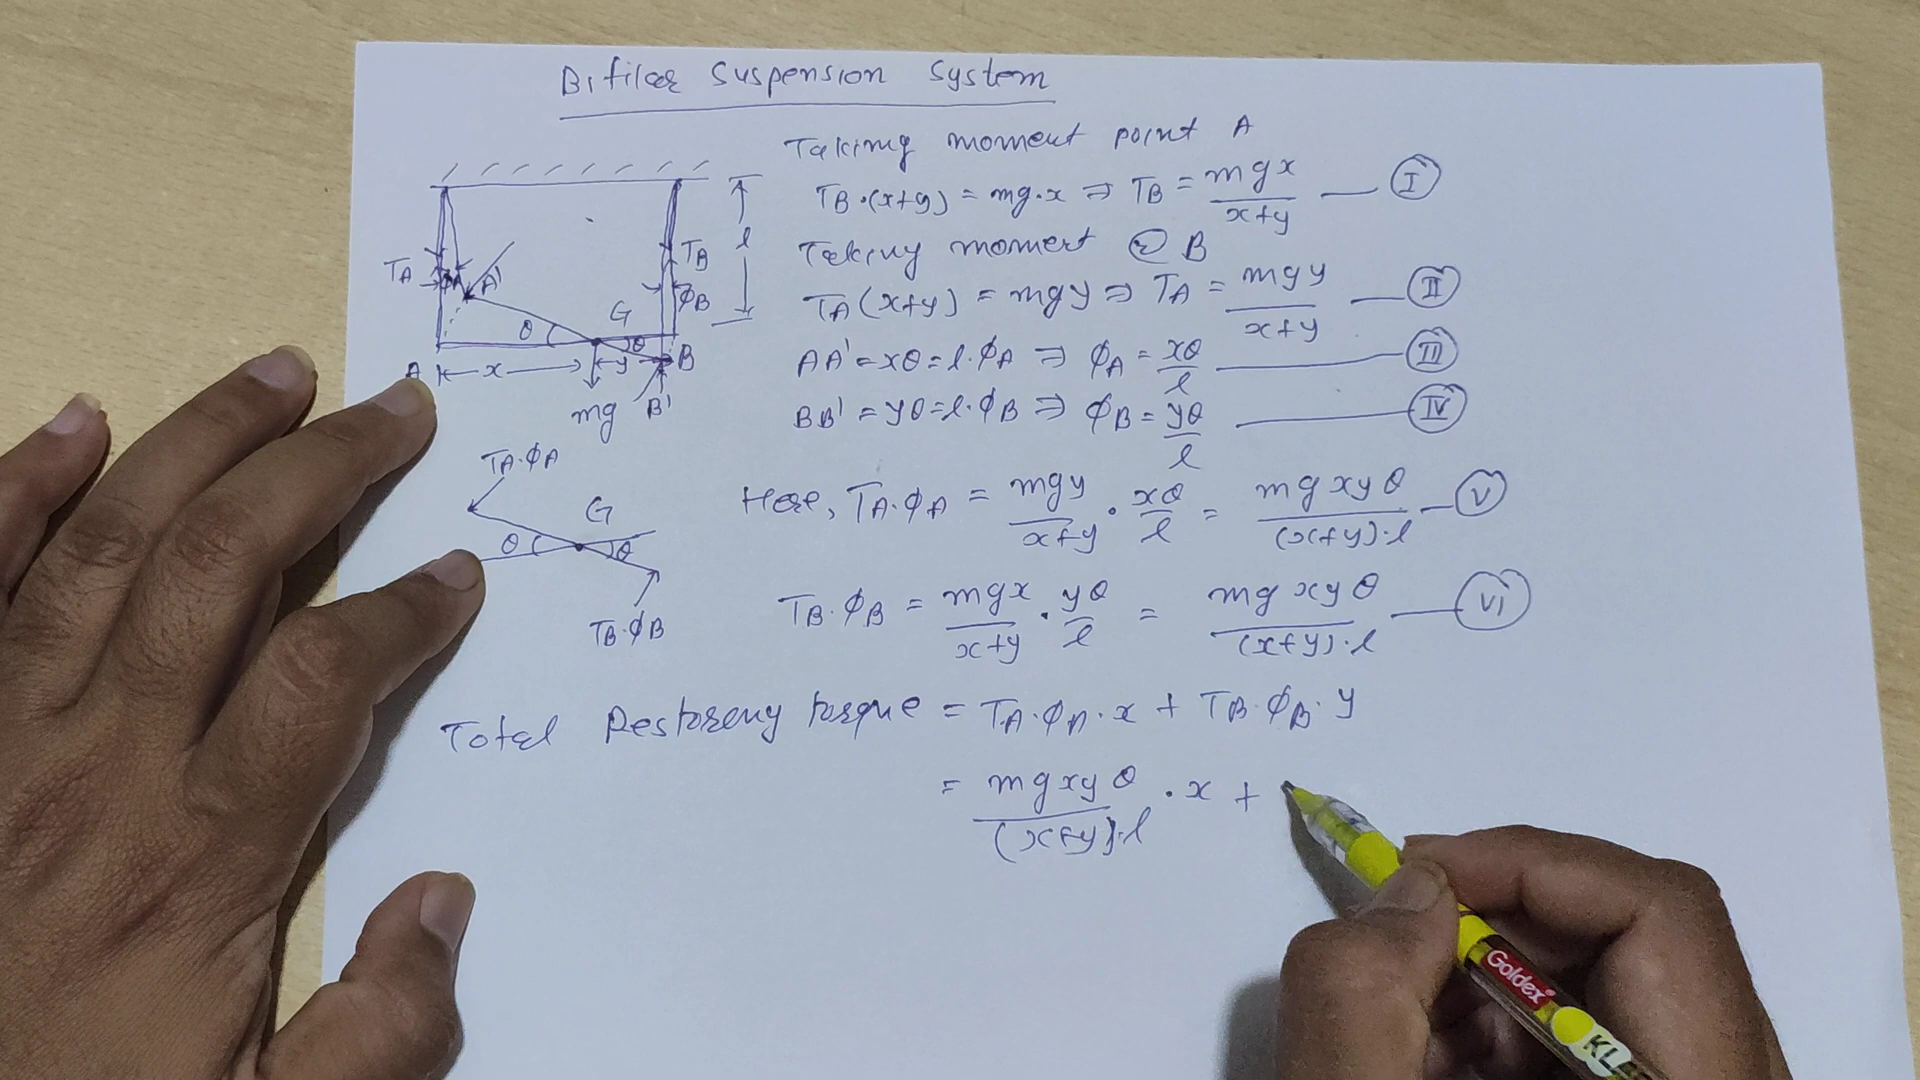 Bifilar Suspension System
Taking moment point A
TB·(x+y) = mg·x ⇒ TB = mgx/(x+y) — I
Taking moment @ B
TA(x+y) = mgy ⇒ TA = mgy/(x+y) — II
AA' = xθ = l·ϕA ⇒ ϕA = xθ/l — III
BB' = yθ = l·ϕB ⇒ ϕB = yθ/l — IV
Here, TA·ϕA = mgy/(x+y) · xθ/l = mgxyθ/((x+y)·l) — V
TB·ϕB = mgx/(x+y) · yθ/l = mgxyθ/((x+y)·l) — VI
Total Restoreny torque = TA·ϕA·x + TB·ϕB·y
= mgxyθ/((x+y)·l) · x +
TA
ϕA
A'
TB
ϕB
l
G
θ
θ
A
x
y
B
mg
B'
TA·ϕA
G
θ
θ
TB·ϕB
Goldex